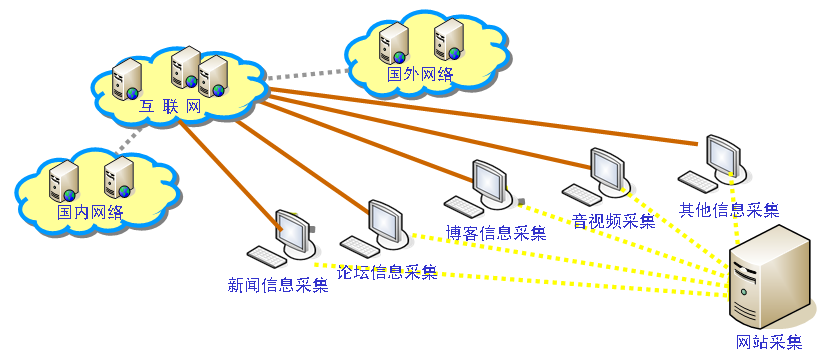 国外网络
互联网
国内网络
其他信息采集
音视频采集
博客信息采集
论坛信息采集
新闻信息采集
网站采集